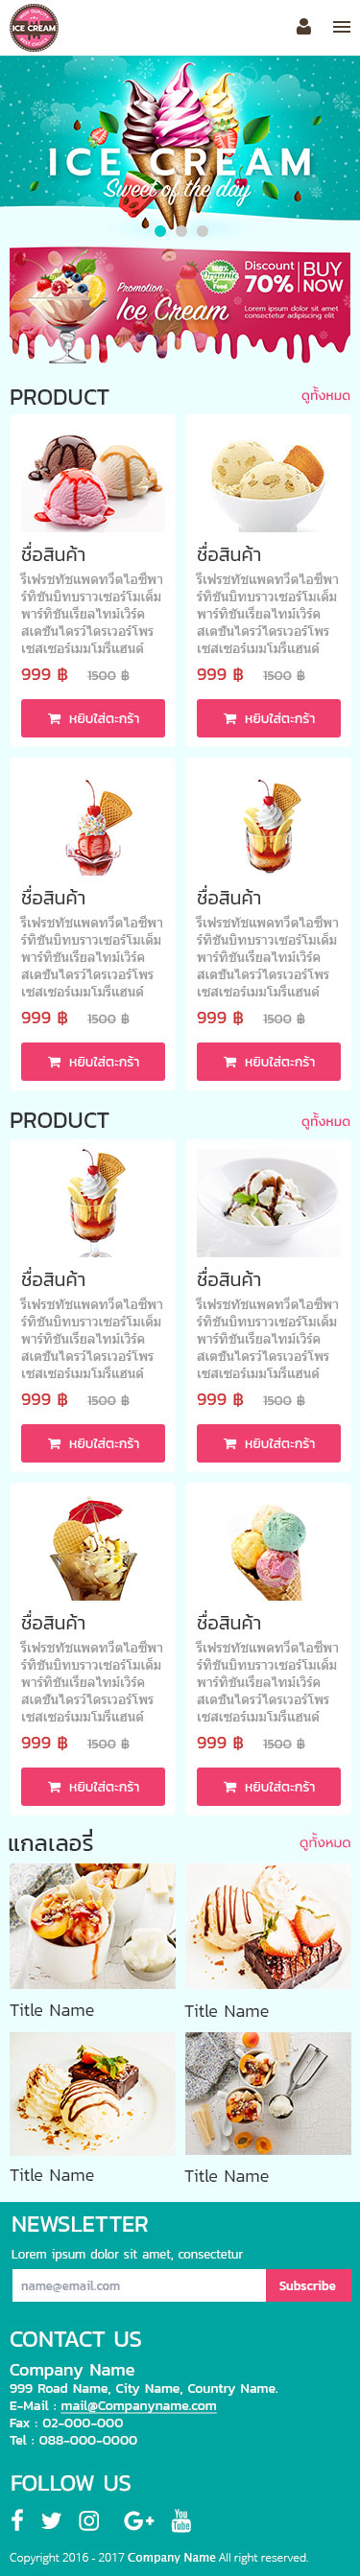 HIGH QUALITY
ICE CREAM
BEST CHOICE
ICE CREAM
Sweet of the day
Promotion
Ice Cream
100%
Organic
Food
Discount
70%
BUY
NOW
Lorem ipsum dolor sit amet
consectetur adipisicing elit
PRODUCT
ดูทั้งหมด
ชื่อสินค้า
รีเฟรชทัชแพดทวีตไอซีพา
ร์ทิชันบิทบราวเซอร์โมเด็ม
พาร์ทิชันเรียลไทม์เวิร์ค
สเตชันไดรว์ไดรเวอร์โพร
เซสเซอร์เมมโมรีแฮนด์
999 ฿ 1500 ฿
หยิบใส่ตะกร้า
ชื่อสินค้า
รีเฟรชทัชแพดทวีตไอซีพา
ร์ทิชันบิทบราวเซอร์โมเด็ม
พาร์ทิชันเรียลไทม์เวิร์ค
สเตชันไดรว์ไดรเวอร์โพร
เซสเซอร์เมมโมรีแฮนด์
999 ฿ 1500 ฿
หยิบใส่ตะกร้า
ชื่อสินค้า
รีเฟรชทัชแพดทวีตไอซีพา
ร์ทิชันบิทบราวเซอร์โมเด็ม
พาร์ทิชันเรียลไทม์เวิร์ค
สเตชันไดรว์ไดรเวอร์โพร
เซสเซอร์เมมโมรีแฮนด์
999 ฿ 1500 ฿
หยิบใส่ตะกร้า
ชื่อสินค้า
รีเฟรชทัชแพดทวีตไอซีพา
ร์ทิชันบิทบราวเซอร์โมเด็ม
พาร์ทิชันเรียลไทม์เวิร์ค
สเตชันไดรว์ไดรเวอร์โพร
เซสเซอร์เมมโมรีแฮนด์
999 ฿ 1500 ฿
หยิบใส่ตะกร้า
PRODUCT
ดูทั้งหมด
ชื่อสินค้า
รีเฟรชทัชแพดทวีตไอซีพา
ร์ทิชันบิทบราวเซอร์โมเด็ม
พาร์ทิชันเรียลไทม์เวิร์ค
สเตชันไดรว์ไดรเวอร์โพร
เซสเซอร์เมมโมรีแฮนด์
999 ฿ 1500 ฿
หยิบใส่ตะกร้า
ชื่อสินค้า
รีเฟรชทัชแพดทวีตไอซีพา
ร์ทิชันบิทบราวเซอร์โมเด็ม
พาร์ทิชันเรียลไทม์เวิร์ค
สเตชันไดรว์ไดรเวอร์โพร
เซสเซอร์เมมโมรีแฮนด์
999 ฿ 1500 ฿
หยิบใส่ตะกร้า
ชื่อสินค้า
รีเฟรชทัชแพดทวีตไอซีพา
ร์ทิชันบิทบราวเซอร์โมเด็ม
พาร์ทิชันเรียลไทม์เวิร์ค
สเตชันไดรว์ไดรเวอร์โพร
เซสเซอร์เมมโมรีแฮนด์
999 ฿ 1500 ฿
หยิบใส่ตะกร้า
ชื่อสินค้า
รีเฟรชทัชแพดทวีตไอซีพา
ร์ทิชันบิทบราวเซอร์โมเด็ม
พาร์ทิชันเรียลไทม์เวิร์ค
สเตชันไดรว์ไดรเวอร์โพร
เซสเซอร์เมมโมรีแฮนด์
999 ฿ 1500 ฿
หยิบใส่ตะกร้า
แกลเลอรี่
ดูทั้งหมด
Title Name
Title Name
Title Name
Title Name
NEWSLETTER
Lorem ipsum dolor sit amet, consectetur
name@email.com
Subscribe
CONTACT US
Company Name
999 Road Name, City Name, Country Name.
E-Mail : mail@Companyname.com
Fax : 02-000-000
Tel : 088-000-0000
FOLLOW US
You Tube
Copyright 2016 - 2017 Company Name All right reserved.